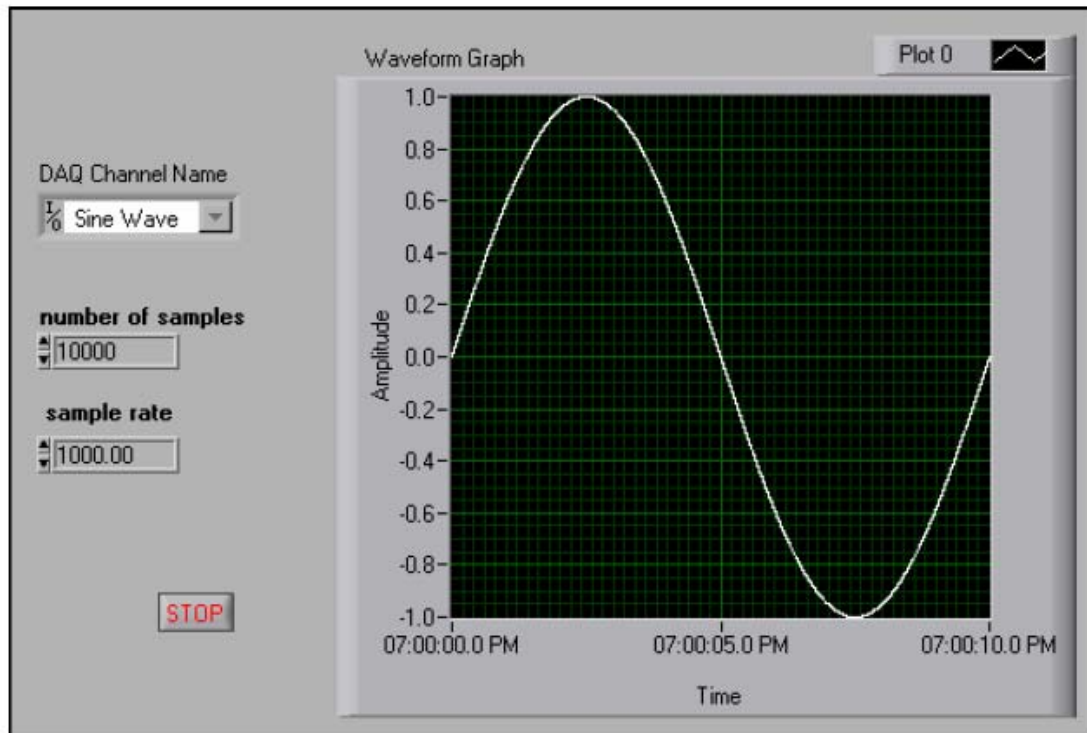 Waveform Graph
Plot 0
DAQ Channel Name
I/O Sine Wave
number of samples
10000
sample rate
1000.00
STOP
Amplitude
1.0
0.8
0.6
0.4
0.2
0.0
-0.2
-0.4
-0.6
-0.8
-1.0
07:00:00.0 PM 07:00:05.0 PM 07:00:10.0 PM
Time